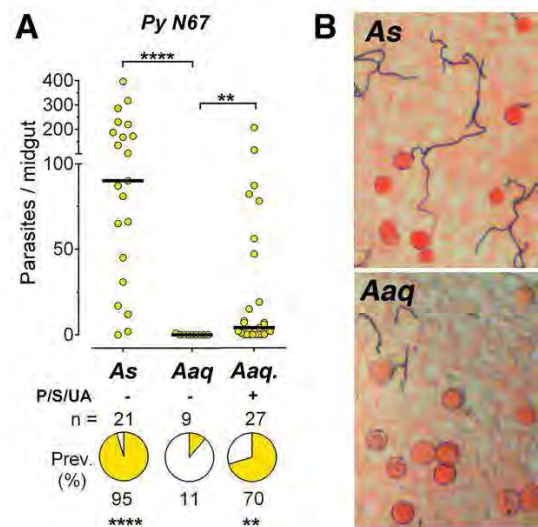 A
Py N67
****
**
400
300
200
100
50
0
Parasites / midgut
As Aaq Aaq.
P/S/UA - - +
n = 21 9 27
Prev.
(%)
95 11 70
**** **
B
As
Aaq